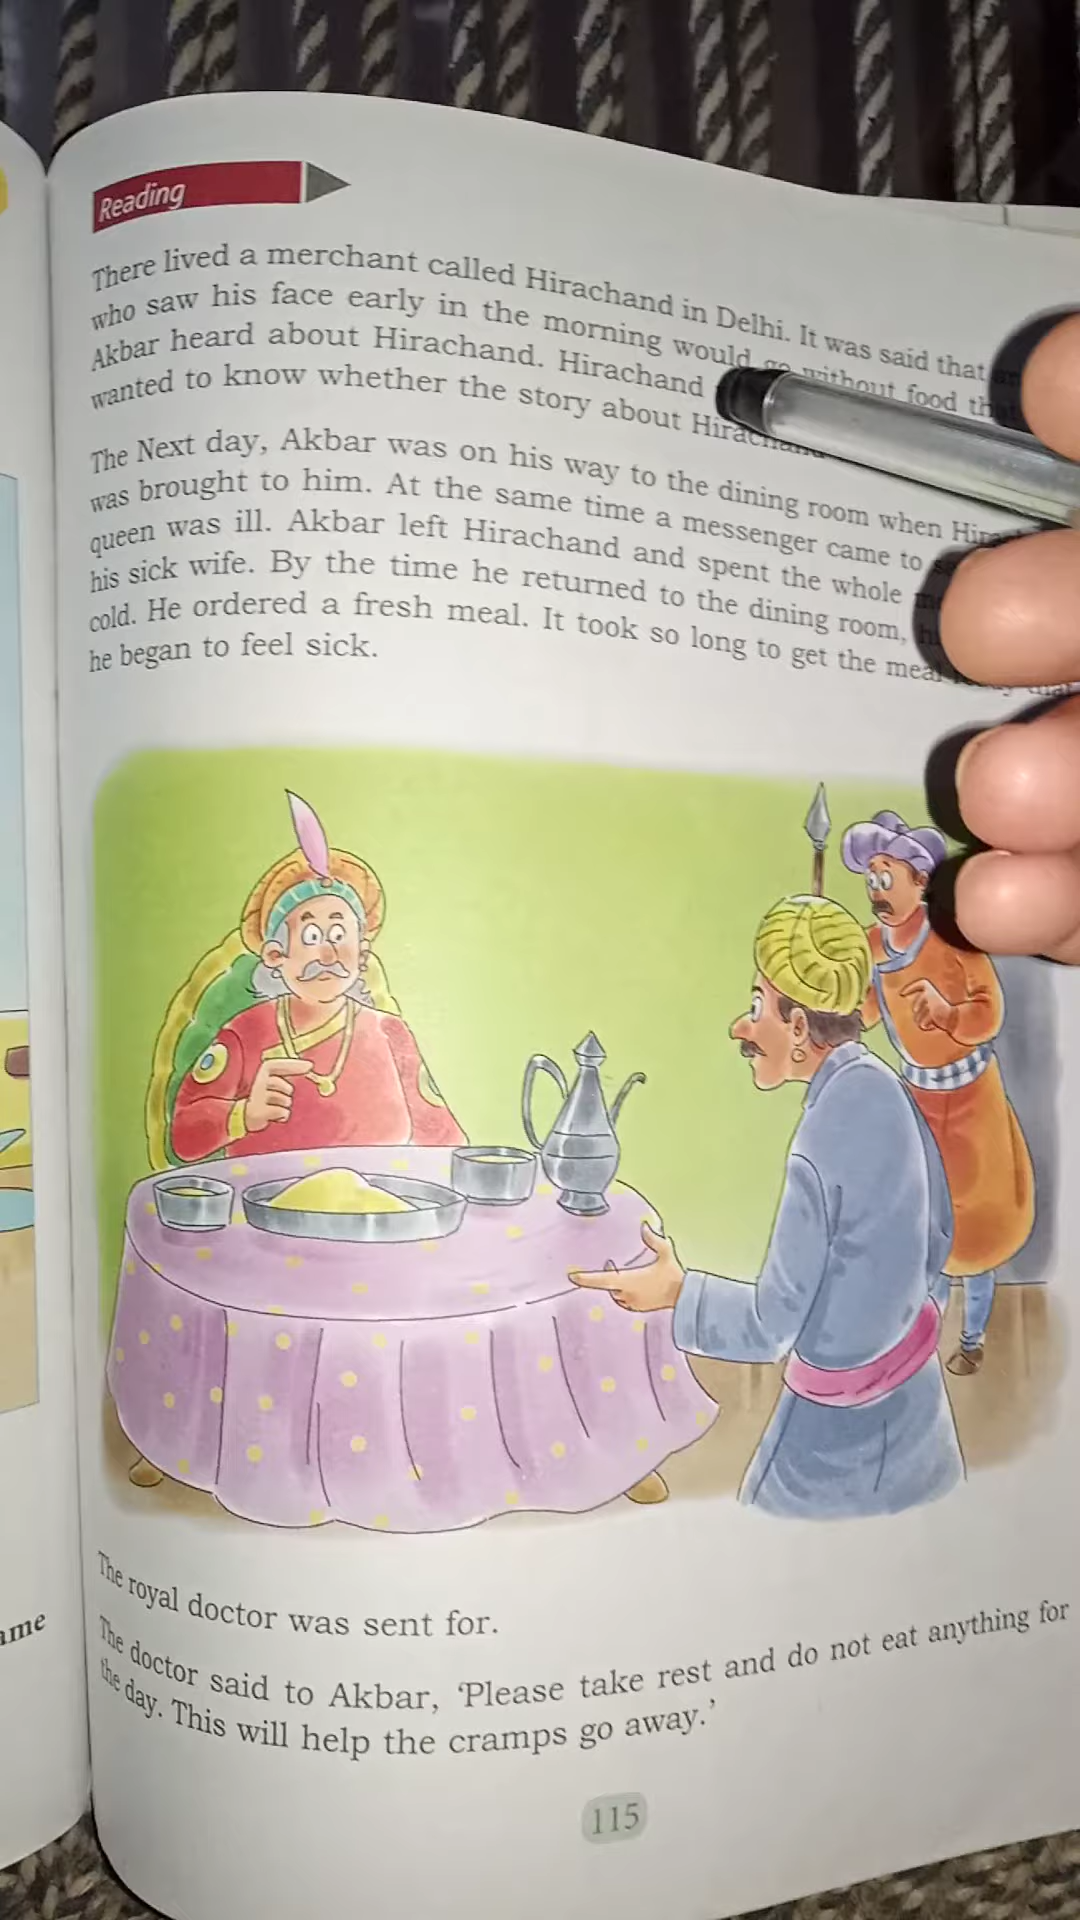 Reading
There lived a merchant called Hirachand in Delhi. It was said that
who saw his face early in the morning would go without food
Akbar heard about Hirachand. Hirachand
wanted to know whether the story about Hirachand
The Next day, Akbar was on his way to the dining room when
was brought to him. At the same time a messenger came to
queen was ill. Akbar left Hirachand and spent the whole
his sick wife. By the time he returned to the dining room,
cold. He ordered a fresh meal. It took so long to get the meal
he began to feel sick.
The royal doctor was sent for.
The doctor said to Akbar, ‘Please take rest and do not eat anything for
the day. This will help the cramps go away.’
115